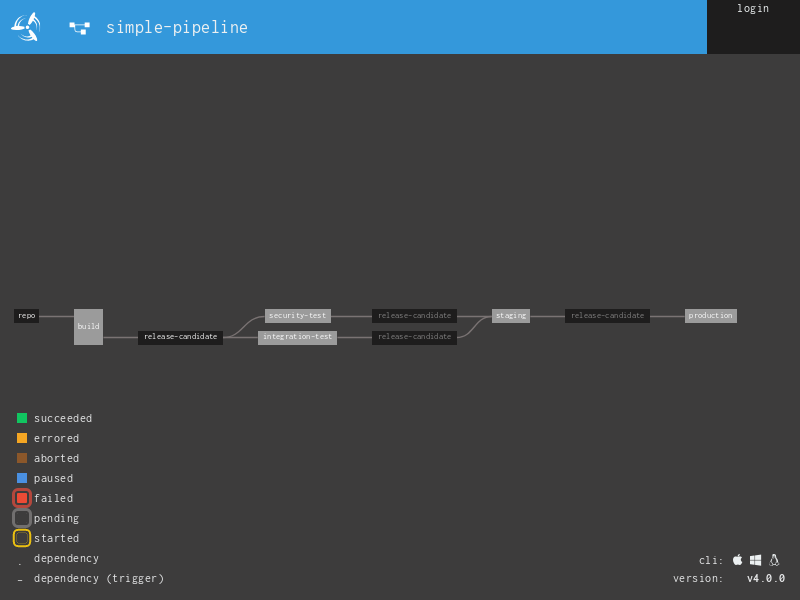 simple-pipeline
login
repo
build
release-candidate
security-test
integration-test
release-candidate
release-candidate
staging
release-candidate
production
succeeded
errored
aborted
paused
failed
pending
started
. dependency
- dependency (trigger)
cli:
version: v4.0.0